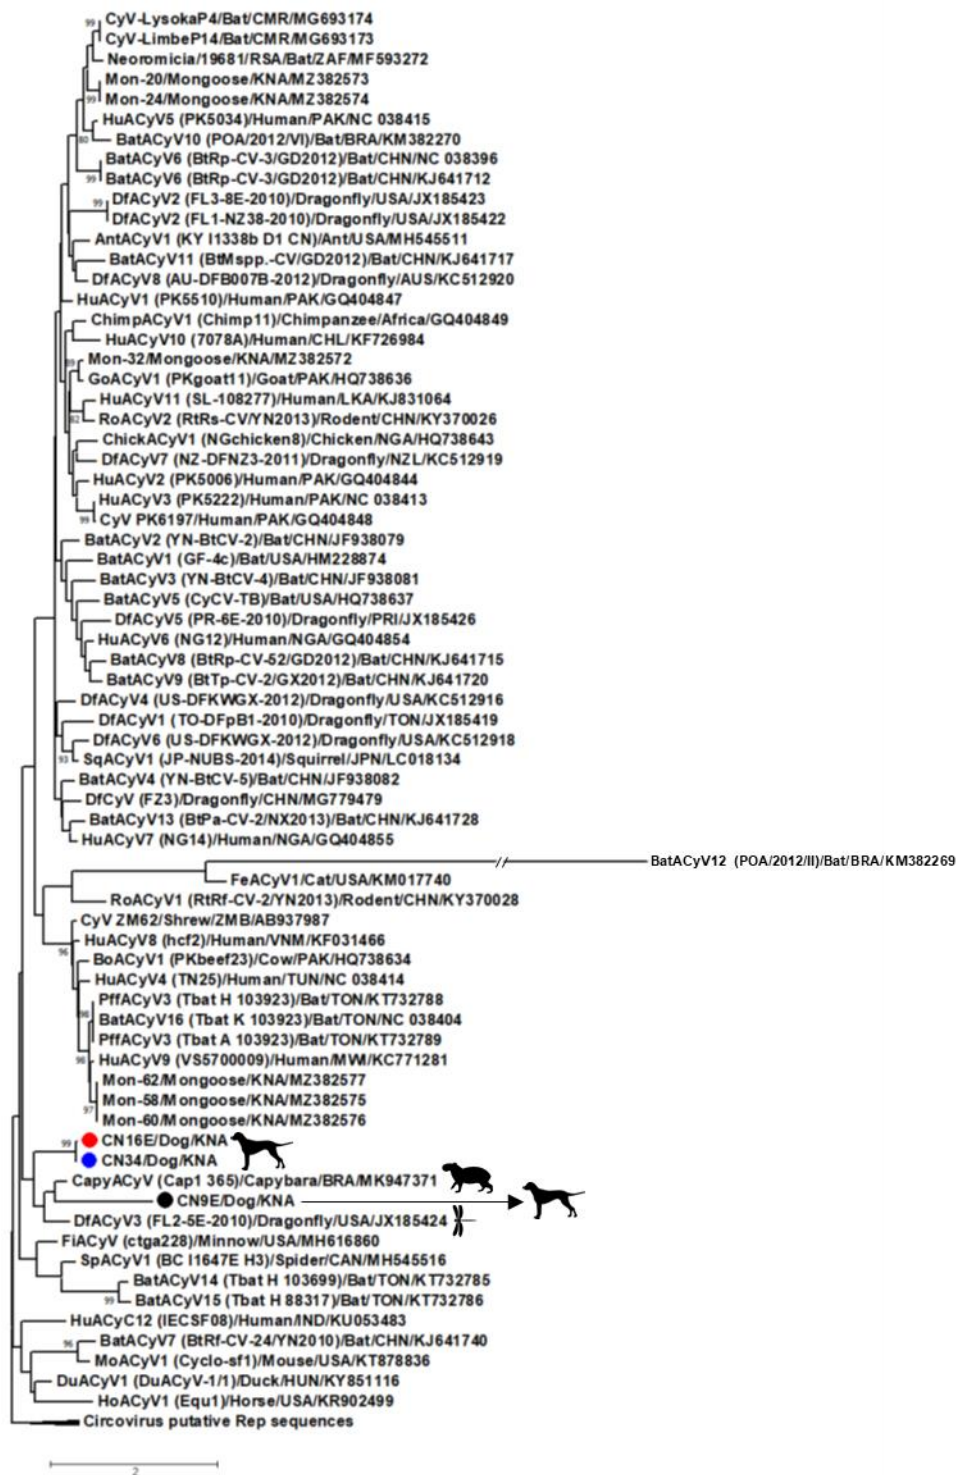 CyV-LysokaP4/Bat/CMR/MG693174
99
CyV-LimbeP14/Bat/CMR/MG693173
Neoromicia/19681/RSA/Bat/ZAF/MF593272
Mon-20/Mongoose/KNA/MZ382573
99
Mon-24/Mongoose/KNA/MZ382574
HuACyV5 (PK5034)/Human/PAK/NC 038415
80
BatACyV10 (POA/2012/VI)/Bat/BRA/KM382270
BatACyV6 (BtRp-CV-3/GD2012)/Bat/CHN/NC 038396
99
BatACyV6 (BtRp-CV-3/GD2012)/Bat/CHN/KJ641712
99
DfACyV2 (FL3-8E-2010)/Dragonfly/USA/JX185423
DfACyV2 (FL1-NZ38-2010)/Dragonfly/USA/JX185422
AntACyV1 (KY I1338b D1 CN)/Ant/USA/MH545511
BatACyV11 (BtMspp.-CV/GD2012)/Bat/CHN/KJ641717
DfACyV8 (AU-DFB007B-2012)/Dragonfly/AUS/KC512920
HuACyV1 (PK5510)/Human/PAK/GQ404847
ChimpACyV1 (Chimp11)/Chimpanzee/Africa/GQ404849
HuACyV10 (7078A)/Human/CHL/KF726984
Mon-32/Mongoose/KNA/MZ382572
GoACyV1 (PKgoat11)/Goat/PAK/HQ738636
HuACyV11 (SL-108277)/Human/LKA/KJ831064
82
RoACyV2 (RtRs-CV/YN2013)/Rodent/CHN/KY370026
ChickACyV1 (NGchicken8)/Chicken/NGA/HQ738643
DfACyV7 (NZ-DFNZ3-2011)/Dragonfly/NZL/KC512919
HuACyV2 (PK5006)/Human/PAK/GQ404844
HuACyV3 (PK5222)/Human/PAK/NC 038413
99
CyV PK6197/Human/PAK/GQ404848
BatACyV2 (YN-BtCV-2)/Bat/CHN/JF938079
BatACyV1 (GF-4c)/Bat/USA/HM228874
BatACyV3 (YN-BtCV-4)/Bat/CHN/JF938081
BatACyV5 (CyCV-TB)/Bat/USA/HQ738637
DfACyV5 (PR-6E-2010)/Dragonfly/PRI/JX185426
HuACyV6 (NG12)/Human/NGA/GQ404854
BatACyV8 (BtRp-CV-52/GD2012)/Bat/CHN/KJ641715
BatACyV9 (BtTp-CV-2/GX2012)/Bat/CHN/KJ641720
DfACyV4 (US-DFKWGX-2012)/Dragonfly/USA/KC512916
DfACyV1 (TO-DFpB1-2010)/Dragonfly/TON/JX185419
DfACyV6 (US-DFKWGX-2012)/Dragonfly/USA/KC512918
93
SqACyV1 (JP-NUBS-2014)/Squirrel/JPN/LC018134
BatACyV4 (YN-BtCV-5)/Bat/CHN/JF938082
DfCyV (FZ3)/Dragonfly/CHN/MG779479
BatACyV13 (BtPa-CV-2/NX2013)/Bat/CHN/KJ641728
HuACyV7 (NG14)/Human/NGA/GQ404855
BatACyV12 (POA/2012/II)/Bat/BRA/KM382269
FeACyV1/Cat/USA/KM017740
RoACyV1 (RtRf-CV-2/YN2013)/Rodent/CHN/KY370028
CyV ZM62/Shrew/ZMB/AB937987
HuACyV8 (hcf2)/Human/VNM/KF031466
96
BoACyV1 (PKbeef23)/Cow/PAK/HQ738634
HuACyV4 (TN25)/Human/TUN/NC 038414
PffACyV3 (Tbat H 103923)/Bat/TON/KT732788
BatACyV16 (Tbat K 103923)/Bat/TON/NC 038404
PffACyV3 (Tbat A 103923)/Bat/TON/KT732789
98
HuACyV9 (VS5700009)/Human/MWI/KC771281
Mon-62/Mongoose/KNA/MZ382577
Mon-58/Mongoose/KNA/MZ382575
97
Mon-60/Mongoose/KNA/MZ382576
99
CN16E/Dog/KNA
CN34/Dog/KNA
CapyACyV (Cap1 365)/Capybara/BRA/MK947371
CN9E/Dog/KNA
DfACyV3 (FL2-5E-2010)/Dragonfly/USA/JX185424
FiACyV (ctga228)/Minnow/USA/MH616860
SpACyV1 (BC I1647E H3)/Spider/CAN/MH545516
BatACyV14 (Tbat H 103699)/Bat/TON/KT732785
99
BatACyV15 (Tbat H 88317)/Bat/TON/KT732786
HuACyC12 (IECSF08)/Human/IND/KU053483
96
BatACyV7 (BtRf-CV-24/YN2010)/Bat/CHN/KJ641740
MoACyV1 (Cyclo-sf1)/Mouse/USA/KT878836
DuACyV1 (DuACyV-1/1)/Duck/HUN/KY851116
HoACyV1 (Equ1)/Horse/USA/KR902499
Circovirus putative Rep sequences
2